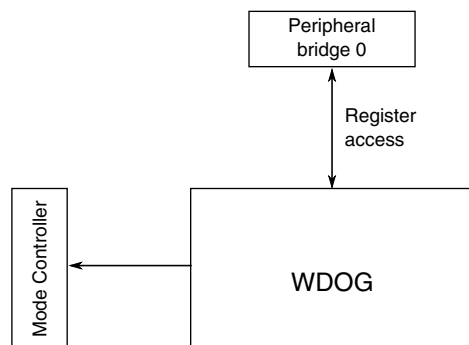 Peripheral
bridge 0
Register
access
Mode Controller
WDOG